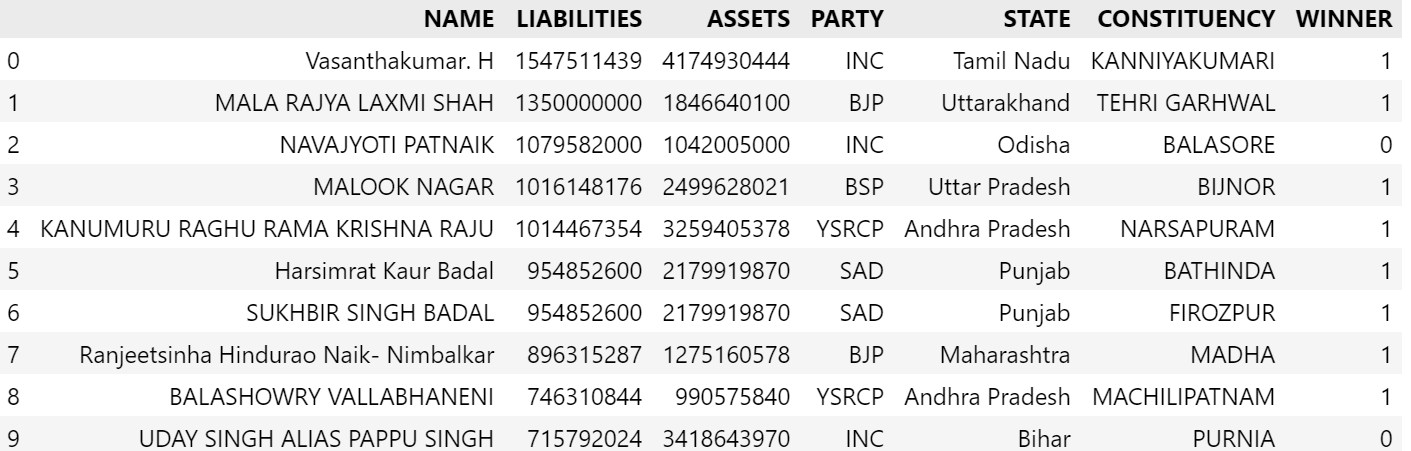 NAME LIABILITIES ASSETS PARTY STATE CONSTITUENCY WINNER
0 Vasanthakumar. H 1547511439 4174930444 INC Tamil Nadu KANNIYAKUMARI 1
1 MALA RAJYA LAXMI SHAH 1350000000 1846640100 BJP Uttarakhand TEHRI GARHWAL 1
2 NAVAJYOTI PATNAIK 1079582000 1042005000 INC Odisha BALASORE 0
3 MALOOK NAGAR 1016148176 2499628021 BSP Uttar Pradesh BIJNOR 1
4 KANUMURU RAGHU RAMA KRISHNA RAJU 1014467354 3259405378 YSRCP Andhra Pradesh NARSAPURAM 1
5 Harsimrat Kaur Badal 954852600 2179919870 SAD Punjab BATHINDA 1
6 SUKHBIR SINGH BADAL 954852600 2179919870 SAD Punjab FIROZPUR 1
7 Ranjeetsinha Hindurao Naik- Nimbalkar 896315287 1275160578 BJP Maharashtra MADHA 1
8 BALASHOWRY VALLABHANENI 746310844 990575840 YSRCP Andhra Pradesh MACHILIPATNAM 1
9 UDAY SINGH ALIAS PAPPU SINGH 715792024 3418643970 INC Bihar PURNIA 0